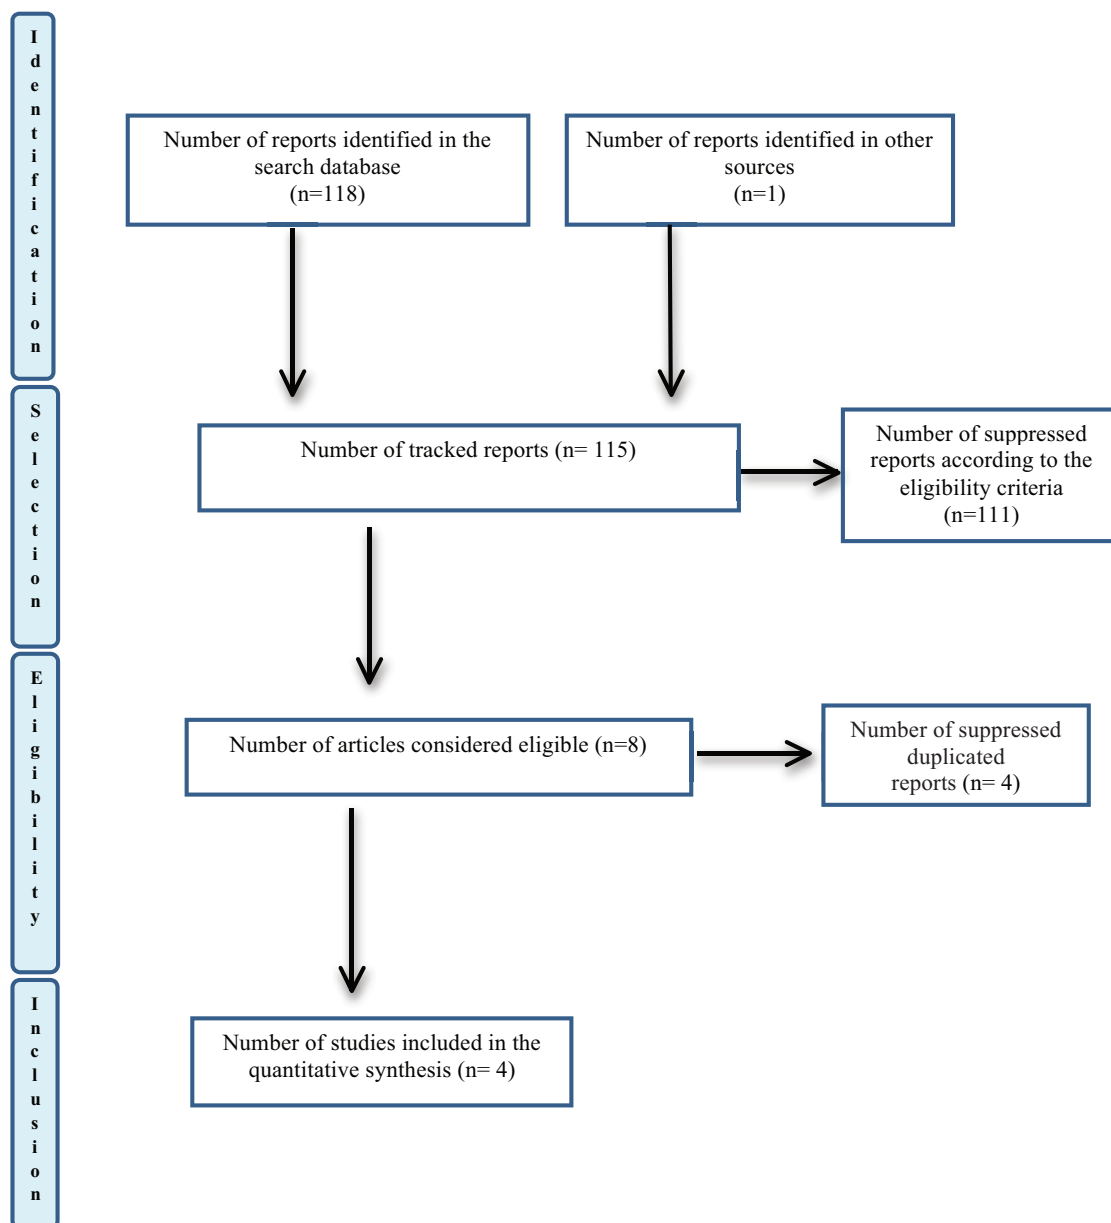 Identification
Number of reports identified in the
search database
(n=118)
Number of reports identified in other
sources
(n=1)
Selection
Number of tracked reports (n= 115)
Number of suppressed
reports according to the
eligibility criteria
(n=111)
Eligibility
Number of articles considered eligible (n=8)
Number of suppressed
duplicated
reports (n= 4)
Inclusion
Number of studies included in the
quantitative synthesis (n= 4)